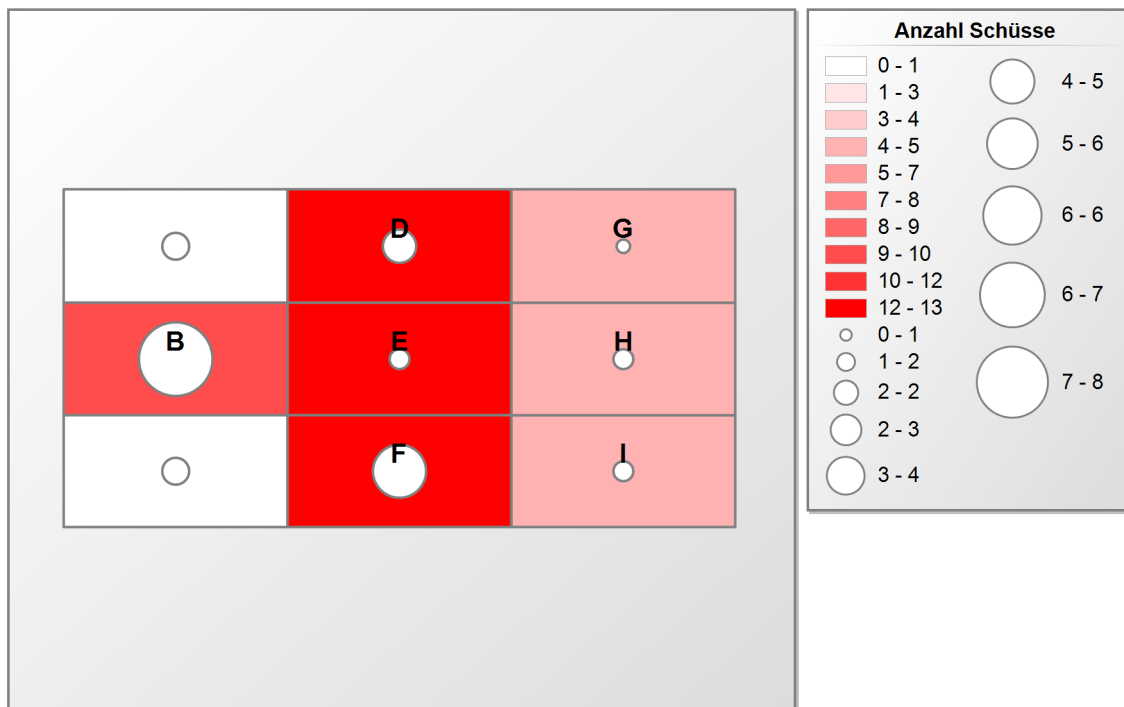 Anzahl Schüsse
0 - 1
1 - 3
3 - 4
4 - 5
5 - 7
7 - 8
8 - 9
9 - 10
10 - 12
12 - 13
0 - 1
1 - 2
2 - 2
2 - 3
3 - 4
4 - 5
5 - 6
6 - 6
6 - 7
7 - 8
D
G
B
E
H
F
I